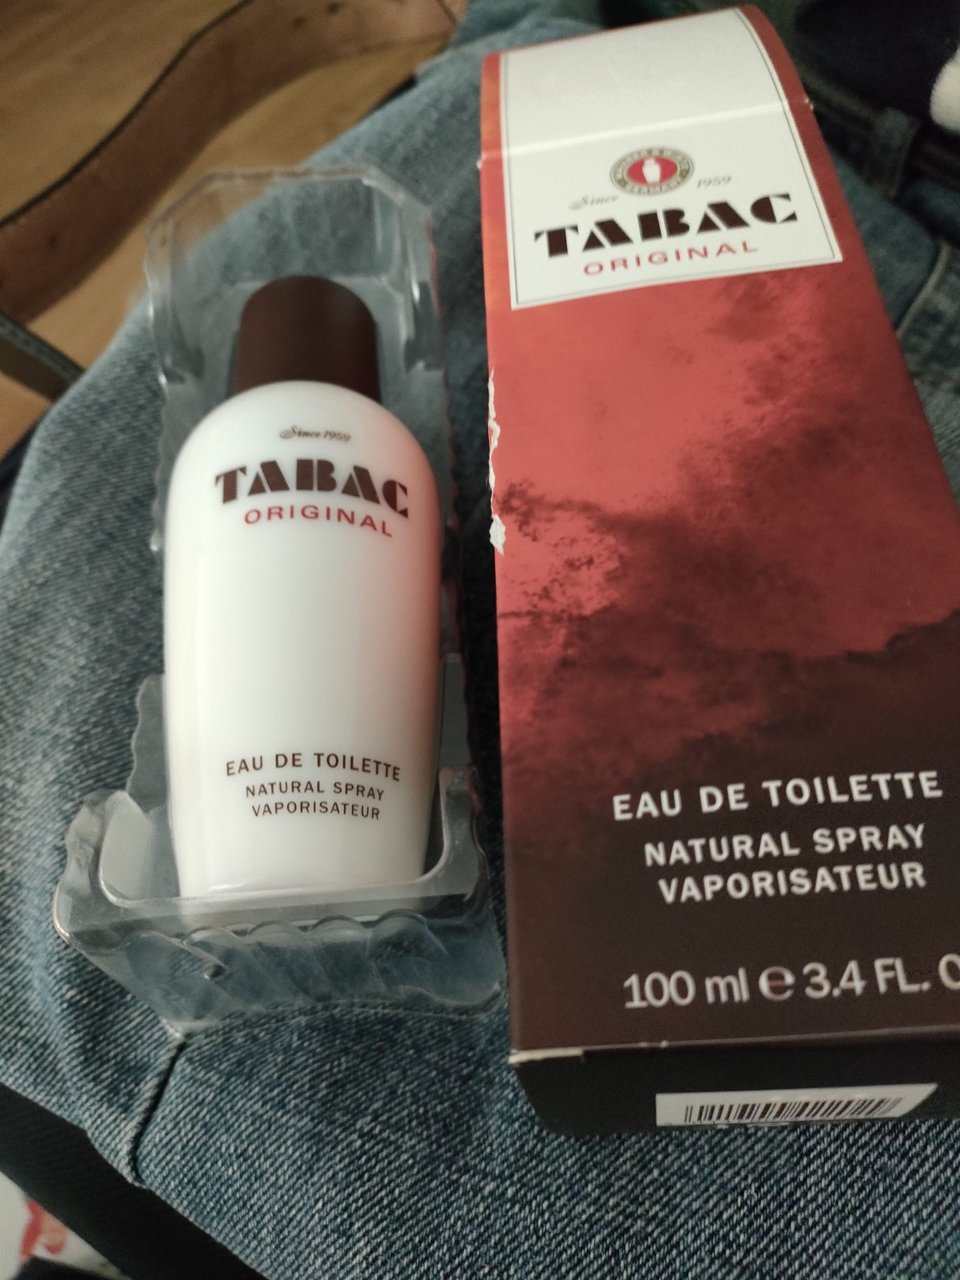 Since 1959
TABAC
ORIGINAL
EAU DE TOILETTE
NATURAL SPRAY
VAPORISATEUR
GERMANY
Since 1959
TABAC
ORIGINAL
EAU DE TOILETTE
NATURAL SPRAY
VAPORISATEUR
100 ml e 3.4 FL.